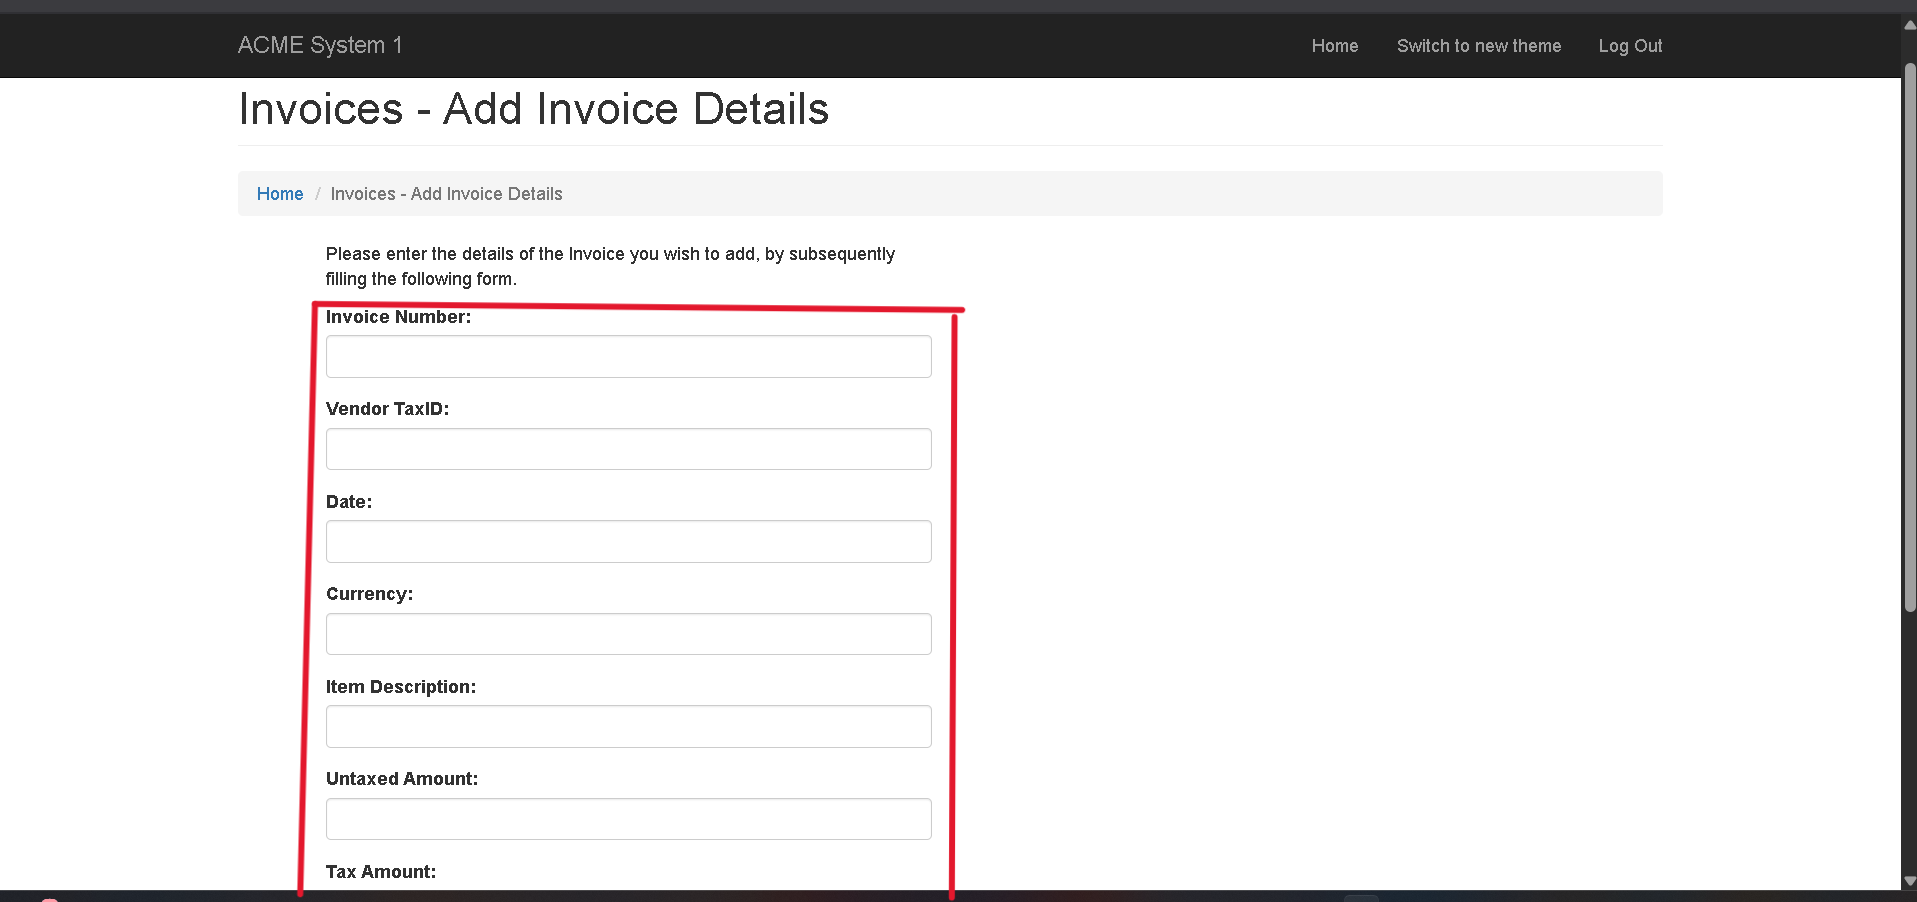 ACME System 1
Home
Switch to new theme
Log Out
Invoices - Add Invoice Details
Home / Invoices - Add Invoice Details
Please enter the details of the Invoice you wish to add, by subsequently
filling the following form.
Invoice Number:
Vendor TaxID:
Date:
Currency:
Item Description:
Untaxed Amount:
Tax Amount: